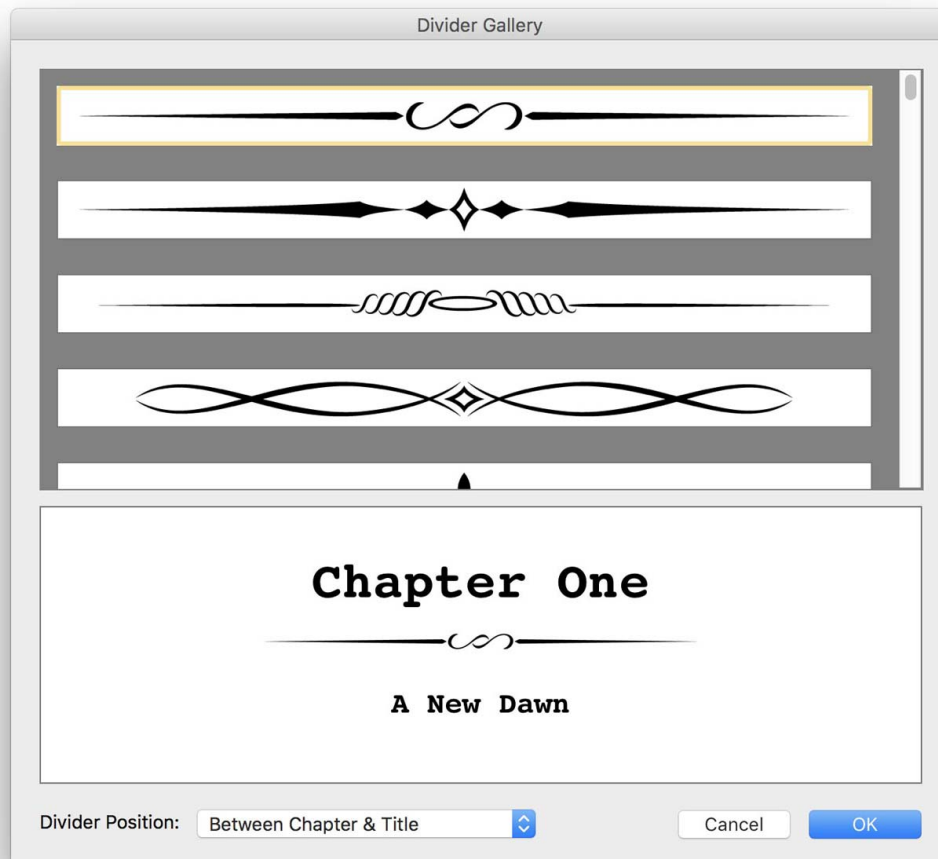 Divider Gallery
Chapter One
A New Dawn
Divider Position: Between Chapter & Title Cancel OK